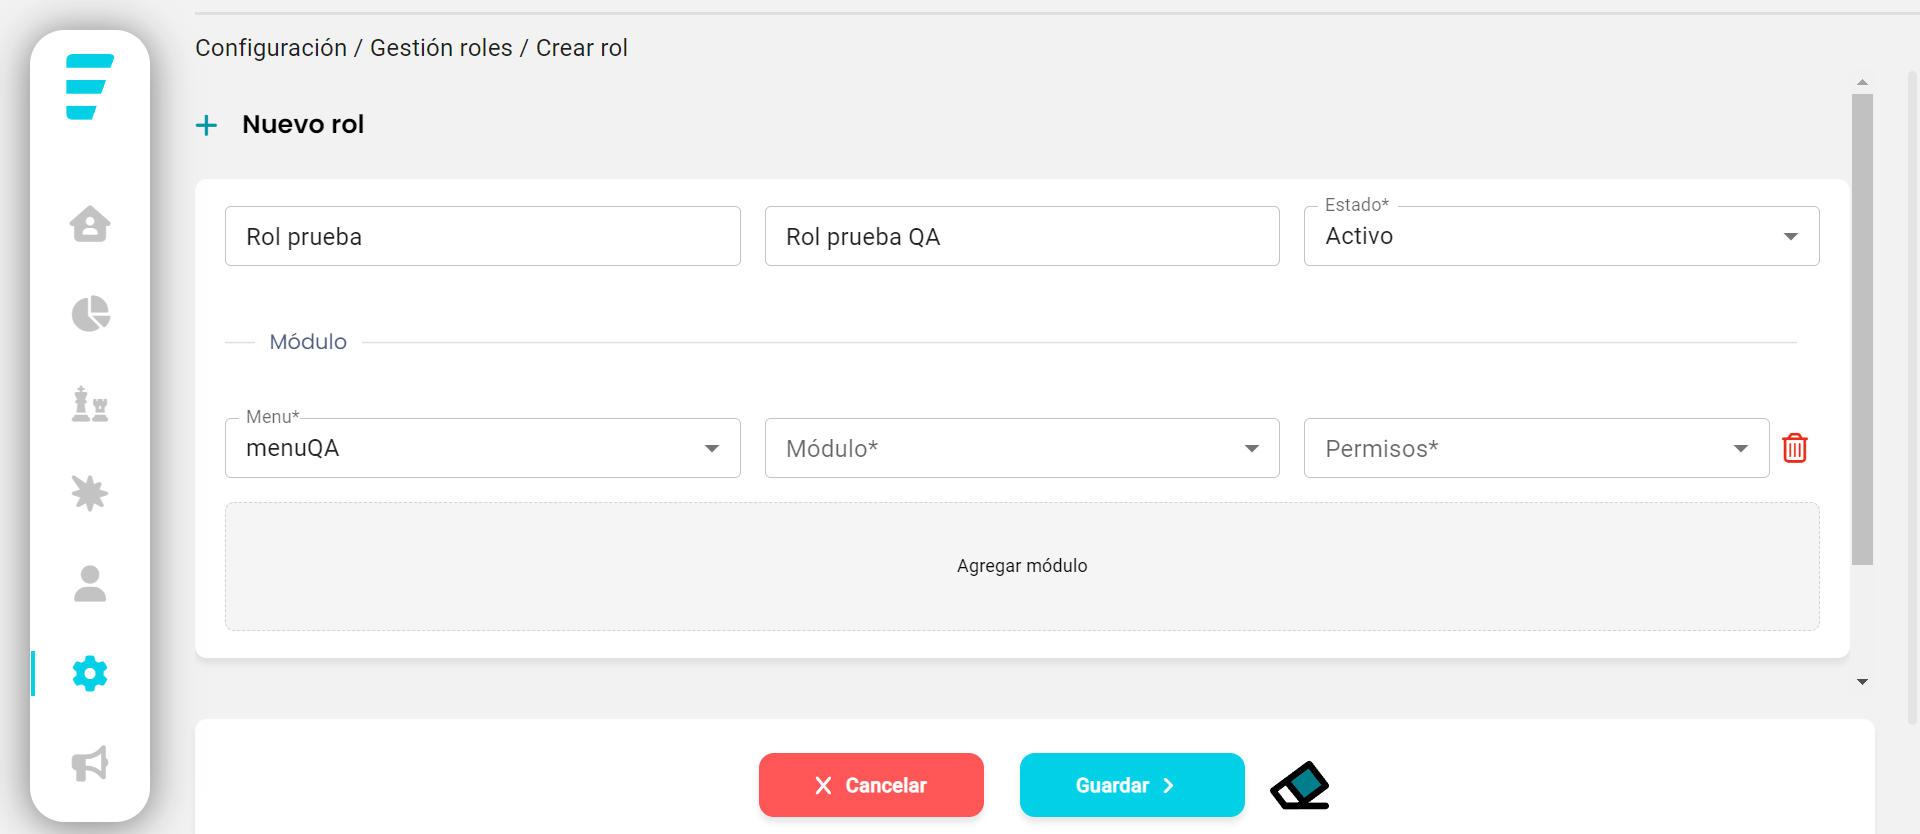 Configuración / Gestión roles / Crear rol
Nuevo rol
Rol prueba
Rol prueba QA
Estado*
Activo
Módulo
Menu*
menuQA
Módulo*
Permisos*
Agregar módulo
Cancelar
Guardar